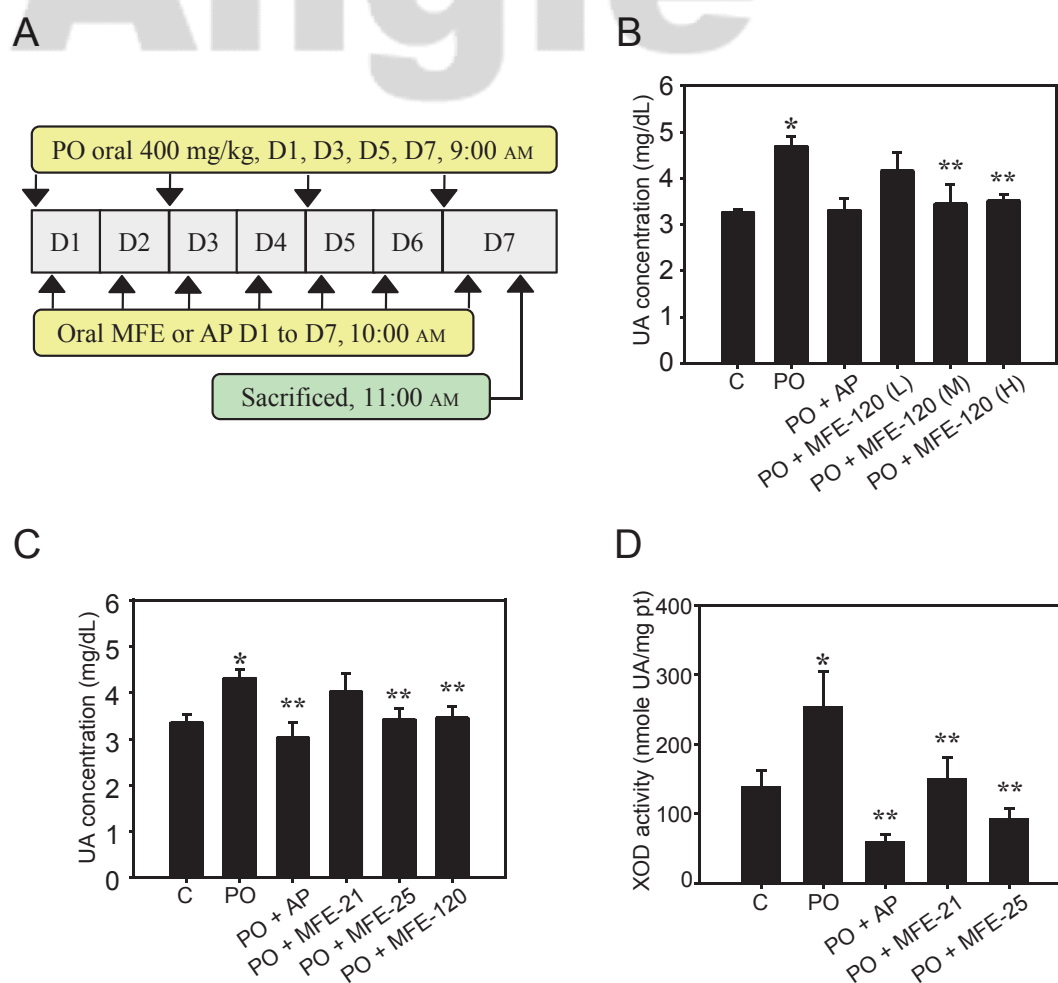 Angle
A
PO oral 400 mg/kg, D1, D3, D5, D7, 9:00 AM
D1 D2 D3 D4 D5 D6 D7
Oral MFE or AP D1 to D7, 10:00 AM
Sacrificed, 11:00 AM
B
UA concentration (mg/dL)
6
5
4
3
2
1
0
*
**
**
C
PO
PO + AP
PO + MFE-120 (L)
PO + MFE-120 (M)
PO + MFE-120 (H)
C
UA concentration (mg/dL)
6
5
4
3
2
1
0
*
**
**
**
C
PO
PO + AP
PO + MFE-21
PO + MFE-25
PO + MFE-120
D
XOD activity (nmole UA/mg pt)
400
300
200
100
0
*
**
**
**
C
PO
PO + AP
PO + MFE-21
PO + MFE-25